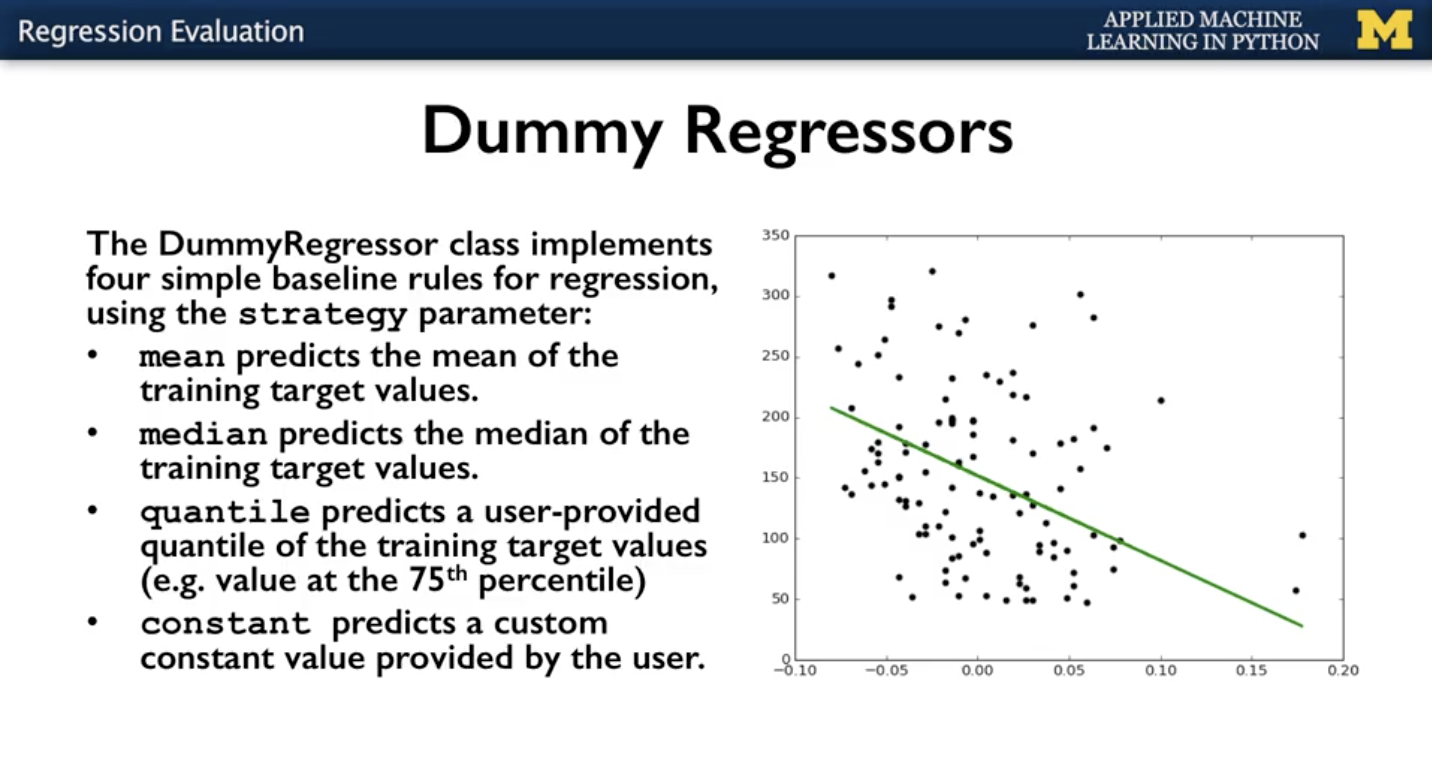 Regression Evaluation
APPLIED MACHINE
LEARNING IN PYTHON
M
Dummy Regressors
The DummyRegressor class implements
four simple baseline rules for regression,
using the strategy parameter:
• mean predicts the mean of the
training target values.
• median predicts the median of the
training target values.
• quantile predicts a user-provided
quantile of the training target values
(e.g. value at the 75th percentile)
• constant predicts a custom
constant value provided by the user.
350
300
250
200
150
100
50
0
−0.10 −0.05 0.00 0.05 0.10 0.15 0.20